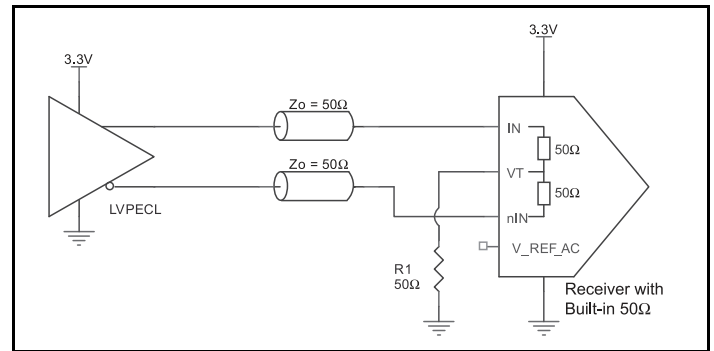 3.3V
3.3V
Zo = 50Ω
IN
50Ω
Zo = 50Ω
VT
50Ω
LVPECL
nIN
V_REF_AC
R1
50Ω
Receiver with
Built-in 50Ω